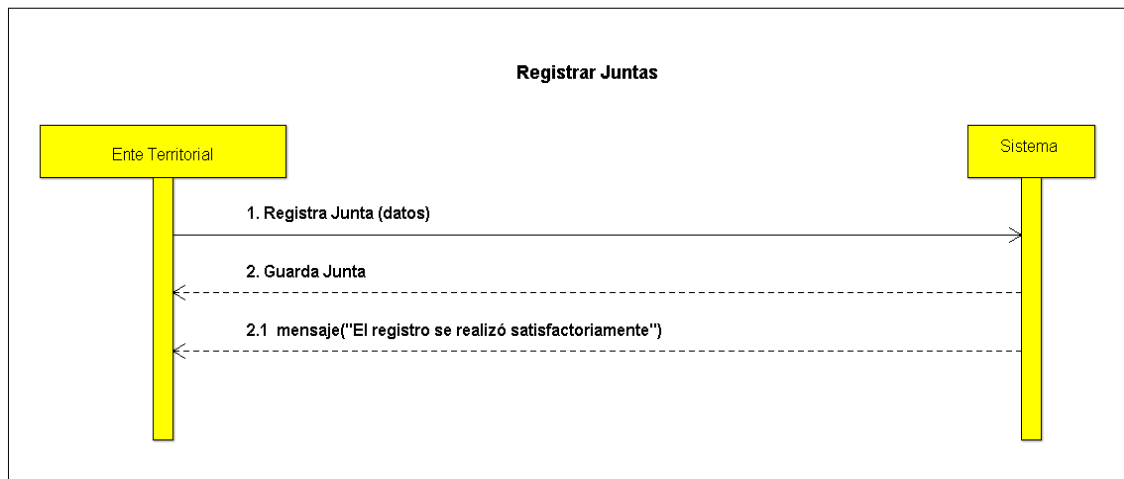 Registrar Juntas
Ente Territorial
Sistema
1. Registra Junta (datos)
2. Guarda Junta
2.1 mensaje("El registro se realizó satisfactoriamente")